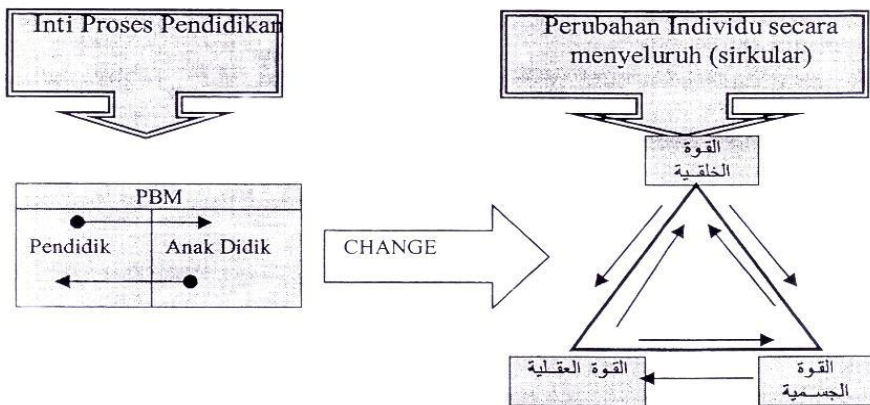 Inti Proses Pendidikan
Perubahan Individu secara
menyeluruh (sirkular)
القوة
الخلقية
PBM
Pendidik
Anak Didik
CHANGE
القوة العقلية
القوة
الجسمية